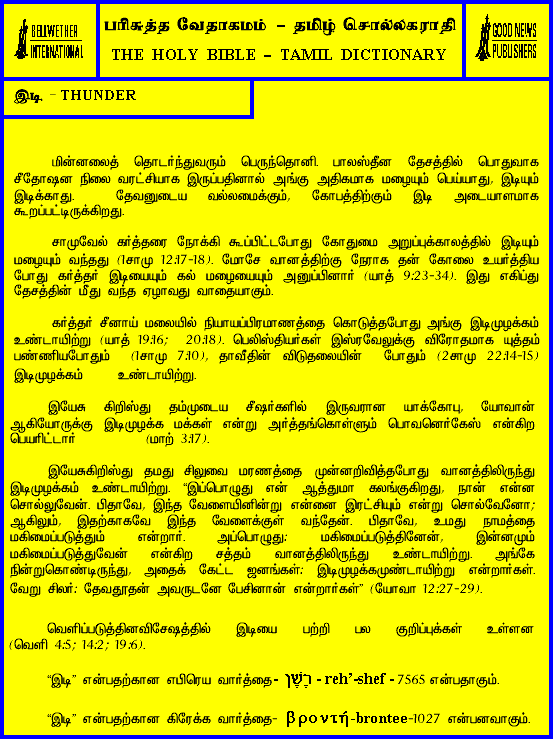 BELLWETHER
INTERNATIONAL
பரிசுத்த வேதாகமம் – தமிழ் சொல்லகராதி
THE HOLY BIBLE – TAMIL DICTIONARY
GOOD NEWS
PUBLISHERS
இடி - THUNDER
மின்னலைத் தொடர்ந்துவரும் பெருந்தொனி. பாலஸ்தீன தேசத்தில் பொதுவாக
சீதோஷன நிலை வரட்சியாக இருப்பதினால் அங்கு அதிகமாக மழையும் பெய்யாது, இடியும்
இடிக்காது. தேவனுடைய வல்லமைக்கும், கோபத்திற்கும் இடி அடையாளமாக
கூறப்பட்டிருக்கிறது.
சாமுவேல் கர்த்தரை நோக்கி கூப்பிட்டபோது கோதுமை அறுப்புக்காலத்தில் இடியும்
மழையும் வந்தது (1சாமு 12:17-18). மோசே வானத்திற்கு நேராக தன் கோலை உயர்த்திய
போது கர்த்தர் இடியையும் கல் மழையையும் அனுப்பினார் (யாத் 9:23-34). இது எகிப்து
தேசத்தின் மீது வந்த ஏழாவது வாதையாகும்.
கர்த்தர் சீனாய் மலையில் நியாயப்பிரமாணத்தை கொடுத்தபோது அங்கு இடிமுழக்கம்
உண்டாயிற்று (யாத் 19:16; 20:18). பெலிஸ்தியர்கள் இஸ்ரவேலுக்கு விரோதமாக யுத்தம்
பண்ணியபோதும் (1சாமு 7:10), தாவீதின் விடுதலையின் போதும் (2சாமு 22:14-15)
இடிமுழக்கம் உண்டாயிற்று.
இயேசு கிறிஸ்து தம்முடைய சீஷர்களில் இருவரான யாக்கோபு, யோவான்
ஆகியோருக்கு இடிமுழக்க மக்கள் என்று அர்த்தங்கொள்ளும் பொவனெர்கேஸ் என்கிற
பெயரிட்டார் (மாற் 3:17).
இயேசுகிறிஸ்து தமது சிலுவை மரணத்தை முன்னறிவித்தபோது வானத்திலிருந்து
இடிமுழக்கம் உண்டாயிற்று. “இப்பொழுது என் ஆத்துமா கலங்குகிறது, நான் என்ன
சொல்லுவேன். பிதாவே, இந்த வேளையினின்று என்னை இரட்சியும் என்று சொல்வேனோ;
ஆகிலும், இதற்காகவே இந்த வேளைக்குள் வந்தேன். பிதாவே, உமது நாமத்தை
மகிமைப்படுத்தும் என்றார். அப்பொழுது: மகிமைப்படுத்தினேன், இன்னமும்
மகிமைப்படுத்துவேன் என்கிற சத்தம் வானத்திலிருந்து உண்டாயிற்று. அங்கே
நின்றுகொண்டிருந்து, அதைக் கேட்ட ஜனங்கள்: இடிமுழக்கமுண்டாயிற்று என்றார்கள்.
வேறு சிலர்: தேவதூதன் அவருடனே பேசினான் என்றார்கள்” (யோவா 12:27-29).
வெளிப்படுத்தினவிசேஷத்தில் இடியை பற்றி பல குறிப்புக்கள் உள்ளன
(வெளி 4:5; 14:2; 19:6).
“இடி” என்பதற்கான எபிரெய வார்த்தை- רֶשֶׁף - reh’-shef - 7565 என்பதாகும்.
“இடி” என்பதற்கான கிரேக்க வார்த்தை- βροντή-brontee-1027 என்பனவாகும்.